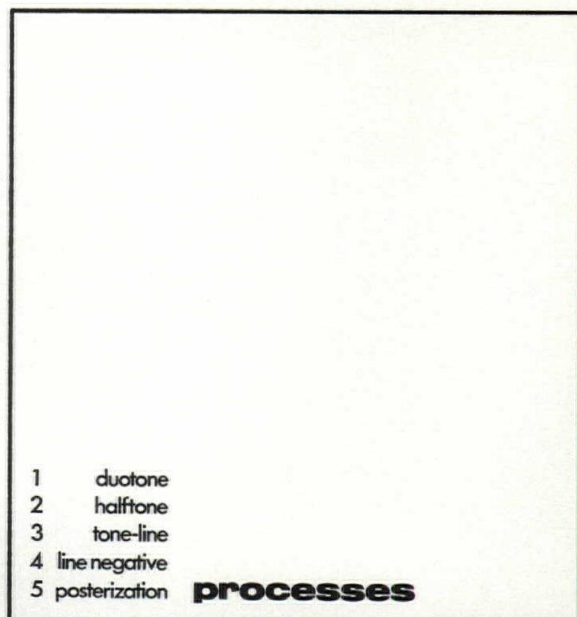 1 duotone
2 halftone
3 tone-line
4 line negative
5 posterization processes